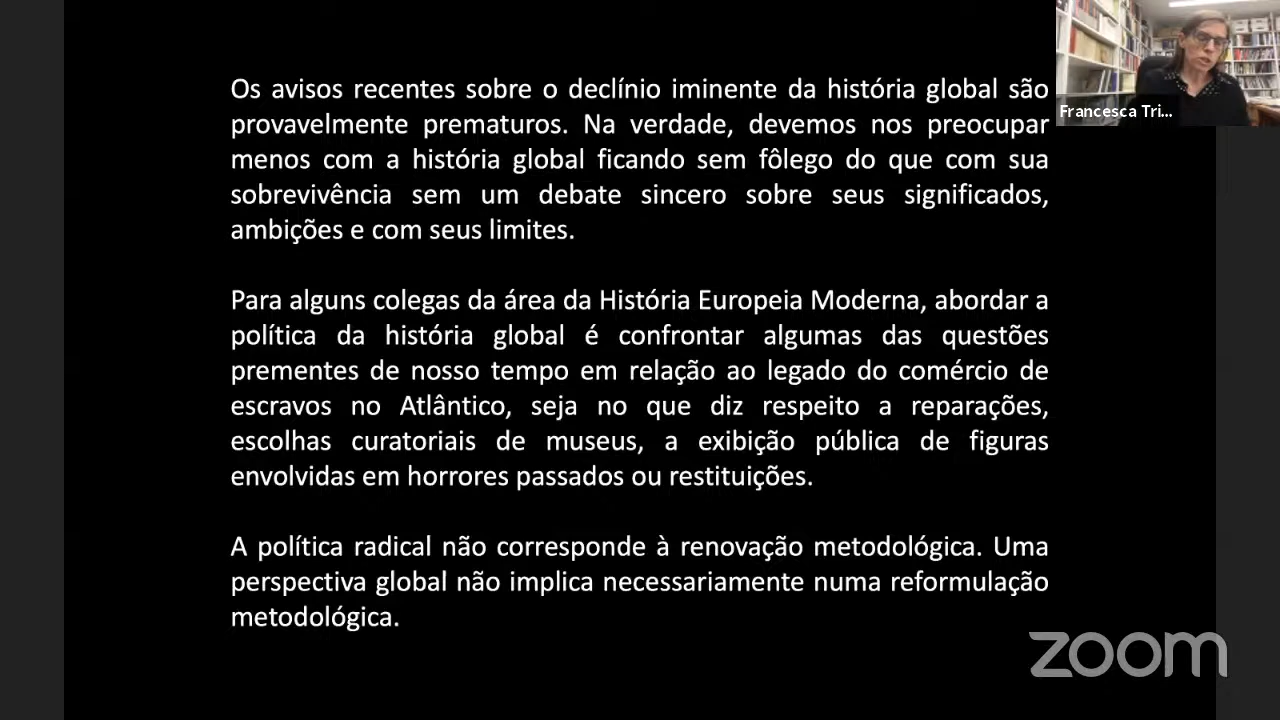 Os avisos recentes sobre o declínio iminente da história global são
provavelmente prematuros. Na verdade, devemos nos preocupar
menos com a história global ficando sem fôlego do que com sua
sobrevivência sem um debate sincero sobre seus significados,
ambições e com seus limites.
Para alguns colegas da área da História Europeia Moderna, abordar a
política da história global é confrontar algumas das questões
prementes de nosso tempo em relação ao legado do comércio de
escravos no Atlântico, seja no que diz respeito a reparações,
escolhas curatoriais de museus, a exibição pública de figuras
envolvidas em horrores passados ou restituições.
A política radical não corresponde à renovação metodológica. Uma
perspectiva global não implica necessariamente numa reformulação
metodológica.
Francesca Tri...
zoom